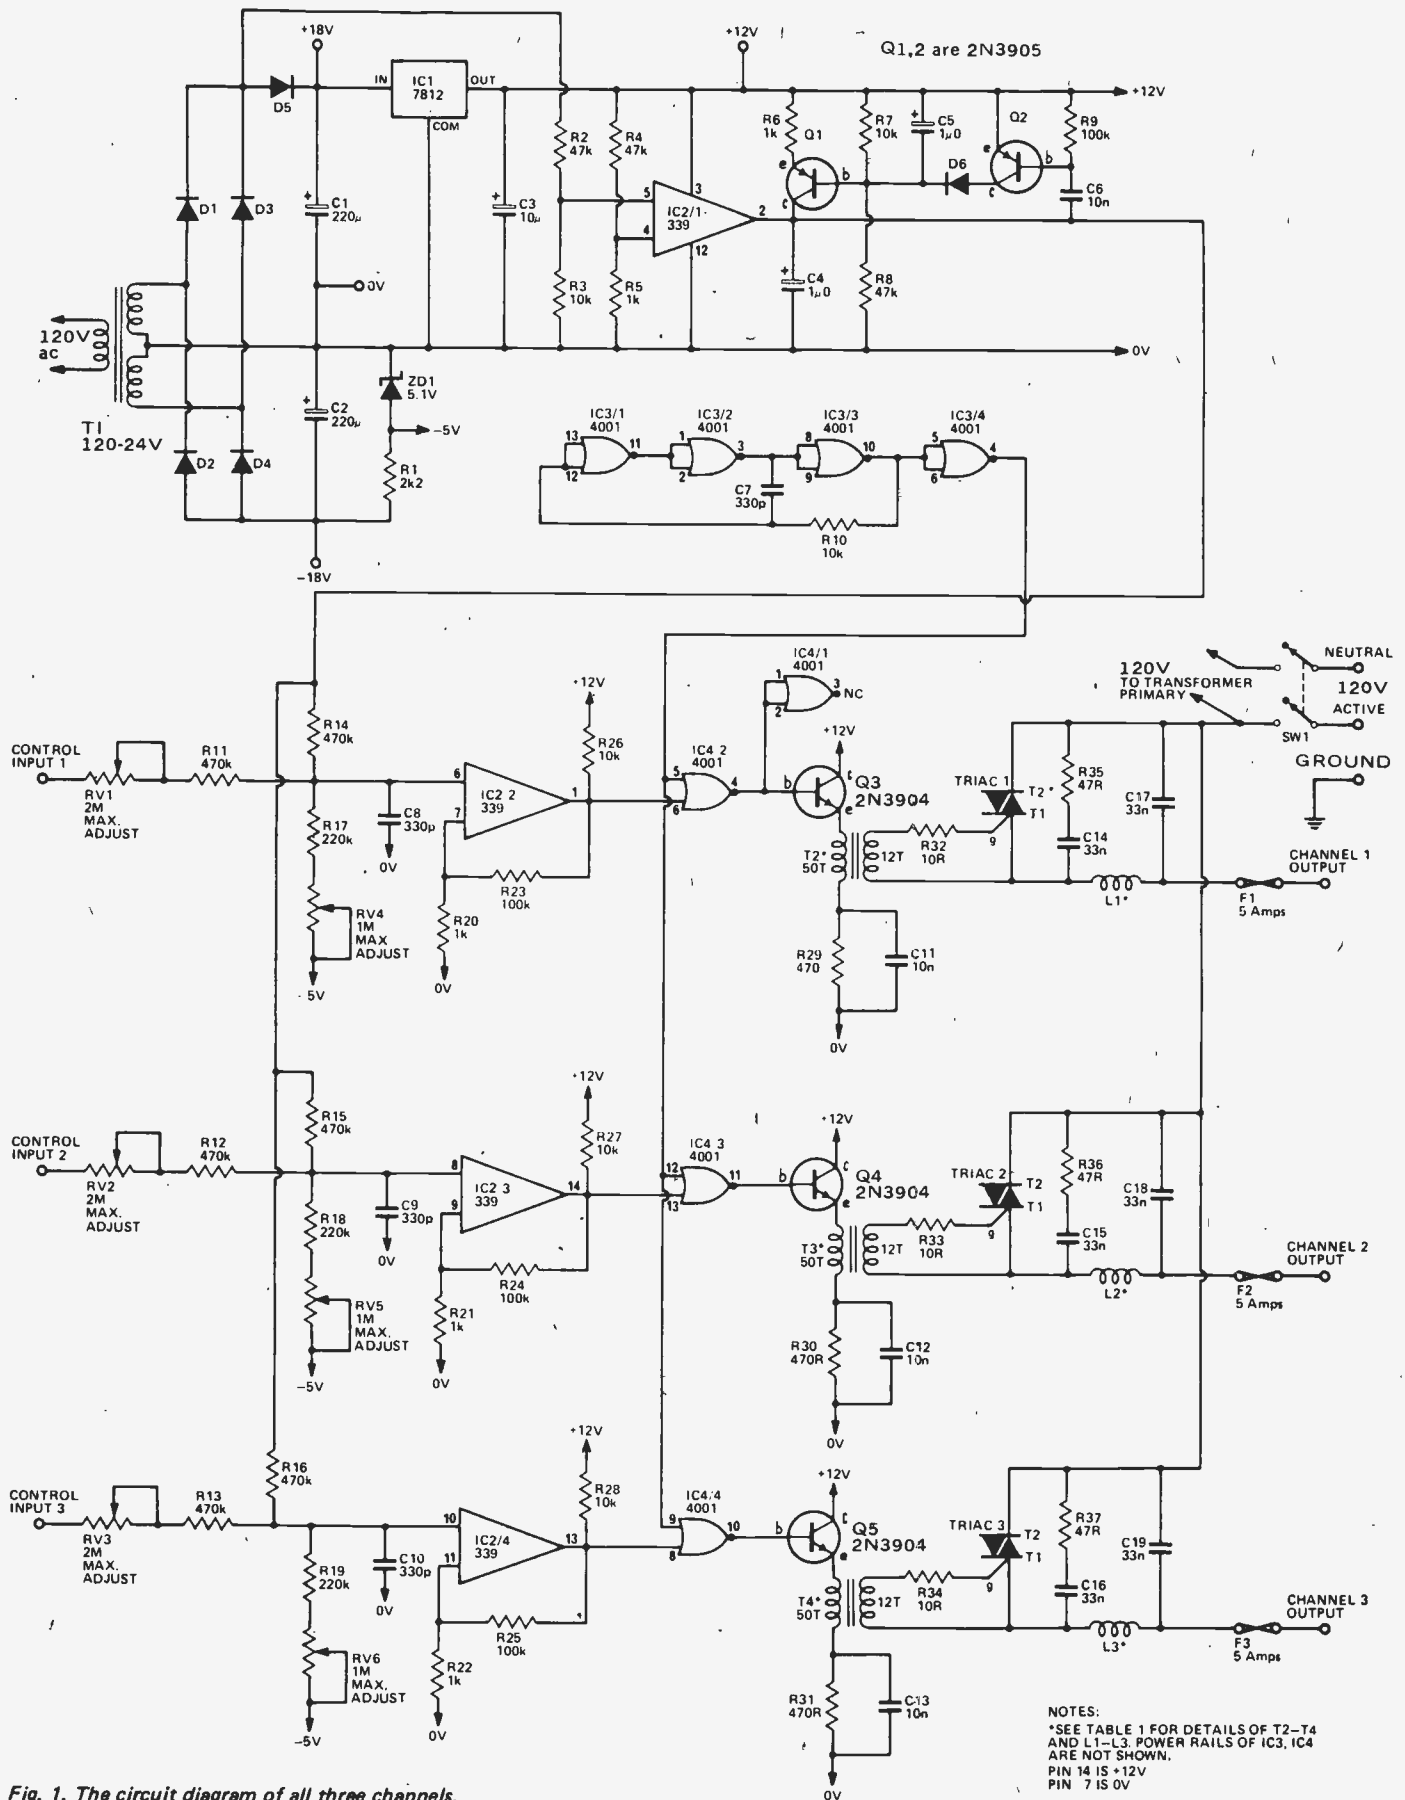 +18V
+12V
Q1,2 are 2N3905
IN
IC1
7812
OUT
COM
D5
+12V
R2
47k
R4
47k
R6
1k
Q1
R7
10k
C5
1µ0
Q2
R9
100k
e
b
c
D6
e
b
c
C6
10n
D1
D3
C1
220µ
C3
10µ
5
4
3
IC2/1
339
2
12
0V
R3
10k
R5
1k
C4
1µ0
R8
47k
120V
ac
0V
T1
120-24V
D2
D4
C2
220µ
ZD1
5.1V
-5V
R1
2k2
-18V
IC3/1
4001
IC3/2
4001
IC3/3
4001
IC3/4
4001
13
12
11
1
2
3
8
9
10
5
6
4
C7
330p
R10
10k
120V
TO TRANSFORMER
PRIMARY
NEUTRAL
120V
ACTIVE
SW1
GROUND
CONTROL
INPUT 1
RV1
2M
MAX.
ADJUST
R11
470k
R14
470k
R17
220k
RV4
1M
MAX
ADJUST
5V
C8
330p
0V
6
7
IC2 2
339
1
+12V
R26
10k
R23
100k
R20
1k
0V
IC4/1
4001
1
2
3
NC
IC4 2
4001
5
6
4
+12V
b
c
e
Q3
2N3904
T2*
50T
12T
R32
10R
g
TRIAC 1
T2*
T1
R35
47R
C14
33n
C17
33n
L1*
F1
5 Amps
CHANNEL 1
OUTPUT
R29
470
C11
10n
0V
CONTROL
INPUT 2
RV2
2M
MAX.
ADJUST
R12
470k
R15
470k
R18
220k
RV5
1M
MAX.
ADJUST
-5V
C9
330p
0V
8
9
IC2 3
339
14
+12V
R27
10k
R24
100k
R21
1k
0V
IC4 3
4001
12
13
11
+12V
b
c
e
Q4
2N3904
T3*
50T
12T
R33
10R
g
TRIAC 2
T2
T1
R36
47R
C15
33n
C18
33n
L2*
F2
5 Amps
CHANNEL 2
OUTPUT
R30
470R
C12
10n
0V
CONTROL
INPUT 3
RV3
2M
MAX.
ADJUST
R13
470k
R16
470k
R19
220k
RV6
1M
MAX.
ADJUST
-5V
C10
330p
0V
10
11
IC2/4
339
13
+12V
R28
10k
R25
100k
R22
1k
0V
IC4/4
4001
9
8
10
+12V
b
c
e
Q5
2N3904
T4*
50T
12T
R34
10R
g
TRIAC 3
T2
T1
R37
47R
C16
33n
C19
33n
L3*
F3
5 Amps
CHANNEL 3
OUTPUT
R31
470R
C13
10n
0V
NOTES:
*SEE TABLE 1 FOR DETAILS OF T2-T4
AND L1-L3. POWER RAILS OF IC3, IC4
ARE NOT SHOWN.
PIN 14 IS +12V
PIN 7 IS 0V
Fig. 1. The circuit diagram of all three channels.